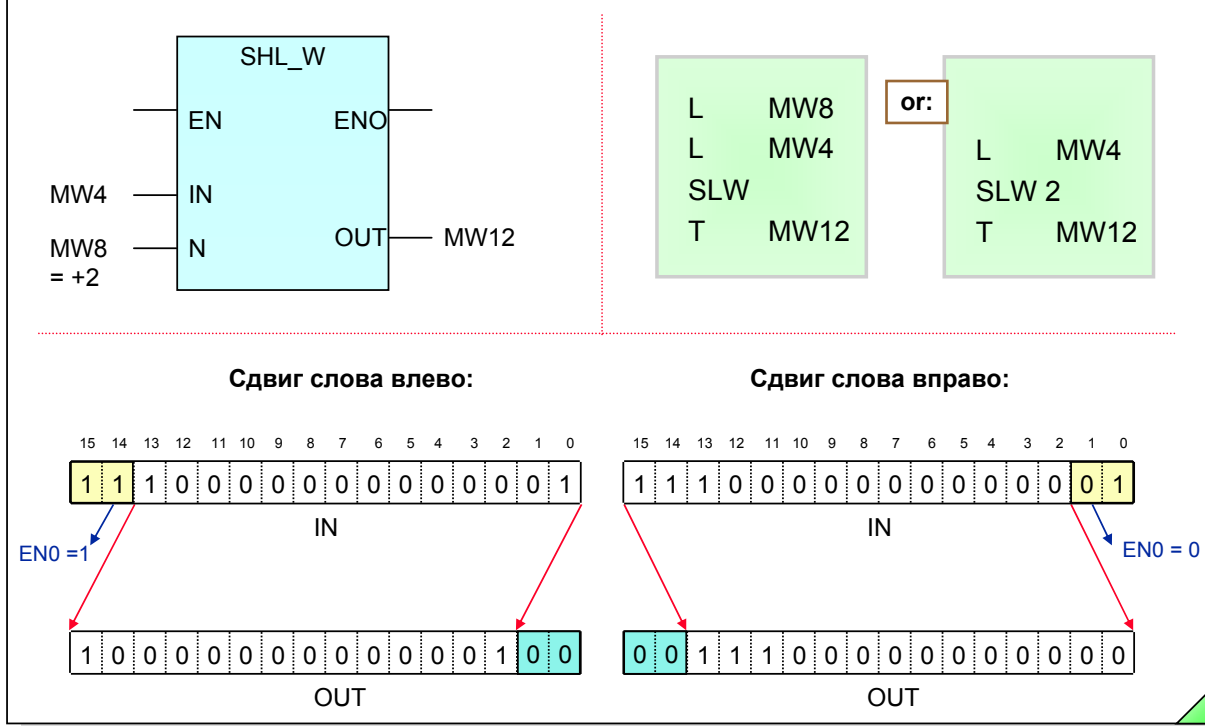 SHL_W
EN ENO
MW4 IN
MW8 N OUT MW12
= +2
L MW8
L MW4
SLW
T MW12
or:
L MW4
SLW 2
T MW12
Сдвиг слова влево:
15 14 13 12 11 10 9 8 7 6 5 4 3 2 1 0
1 1 1 0 0 0 0 0 0 0 0 0 0 0 0 1
IN
EN0 =1
1 0 0 0 0 0 0 0 0 0 0 0 0 1 0 0
OUT
Сдвиг слова вправо:
15 14 13 12 11 10 9 8 7 6 5 4 3 2 1 0
1 1 1 0 0 0 0 0 0 0 0 0 0 0 0 1
IN
EN0 = 0
0 0 1 1 1 0 0 0 0 0 0 0 0 0 0 0
OUT